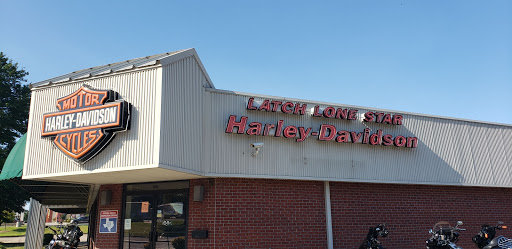 MOTOR
HARLEY-DAVIDSON
CYCLES
LATCH LONE STAR
Harley-Davidson